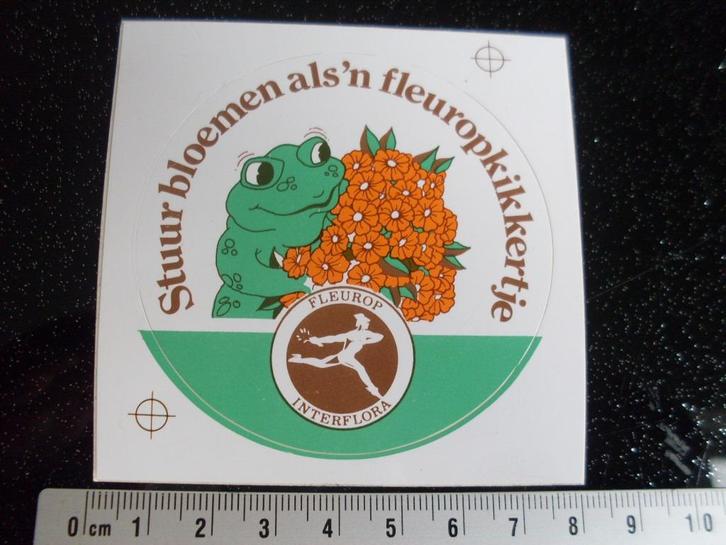 Stuur bloemen als'n fleuropkikkertje
FLEUROP
INTERFLORA
0 cm 1 2 3 4 5 6 7 8 9 10